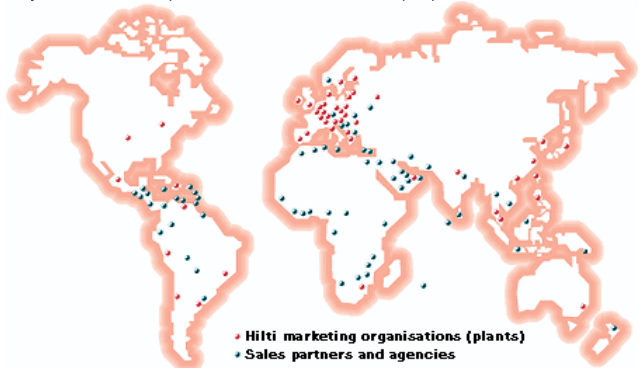 Hilti marketing organisations (plants)
Sales partners and agencies